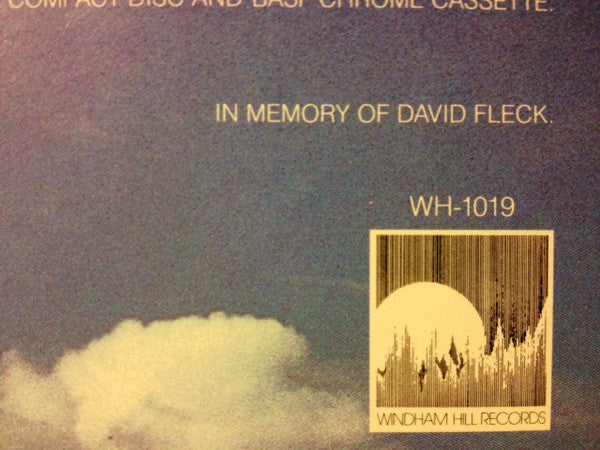 COMPACT DISC AND BASF CHROME CASSETTE.
IN MEMORY OF DAVID FLECK.
WH-1019
WINDHAM HILL RECORDS